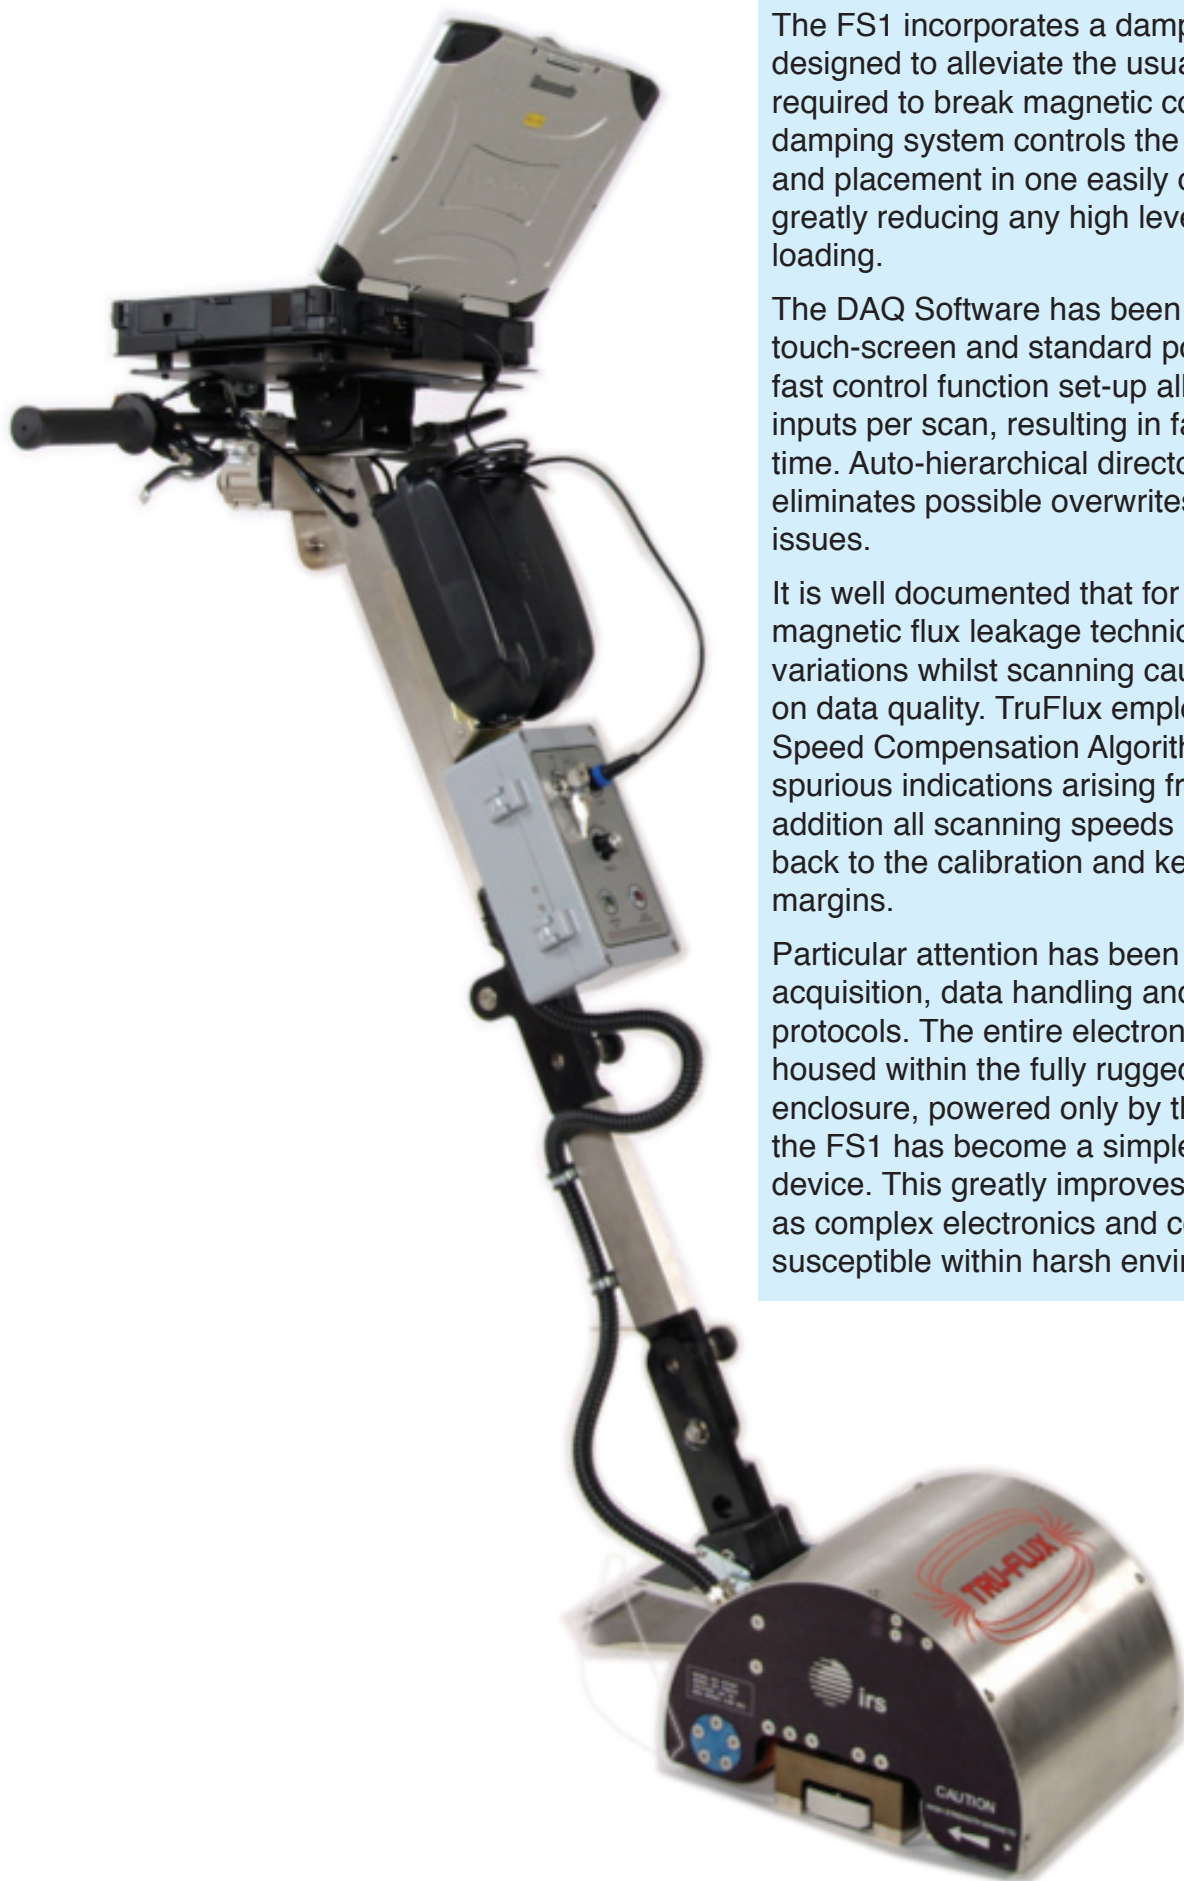 The FS1 incorporates a damp
designed to alleviate the usua
required to break magnetic co
damping system controls the
and placement in one easily c
greatly reducing any high leve
loading.
The DAQ Software has been
touch-screen and standard po
fast control function set-up all
inputs per scan, resulting in fa
time. Auto-hierarchical directo
eliminates possible overwrites
issues.
It is well documented that for
magnetic flux leakage technic
variations whilst scanning cau
on data quality. TruFlux emplo
Speed Compensation Algorith
spurious indications arising fr
addition all scanning speeds
back to the calibration and ke
margins.
Particular attention has been
acquisition, data handling and
protocols. The entire electron
housed within the fully rugged
enclosure, powered only by th
the FS1 has become a simple
device. This greatly improves
as complex electronics and co
susceptible within harsh envir
TRU-FLUX
irs
CAUTION
HIGH STRENGTH MAGNETS